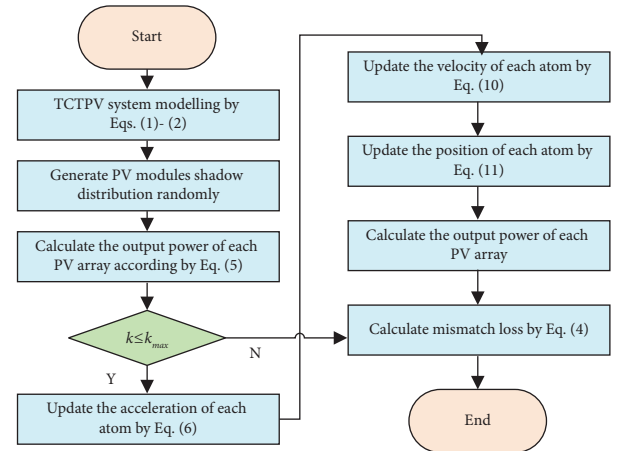 Start
TCTPV system modelling by
Eqs. (1)- (2)
Generate PV modules shadow
distribution randomly
Calculate the output power of each
PV array according by Eq. (5)
k≤kmax
N
Y
Update the acceleration of each
atom by Eq. (6)
Update the velocity of each atom by
Eq. (10)
Update the position of each atom by
Eq. (11)
Calculate the output power of each
PV array
Calculate mismatch loss by Eq. (4)
End